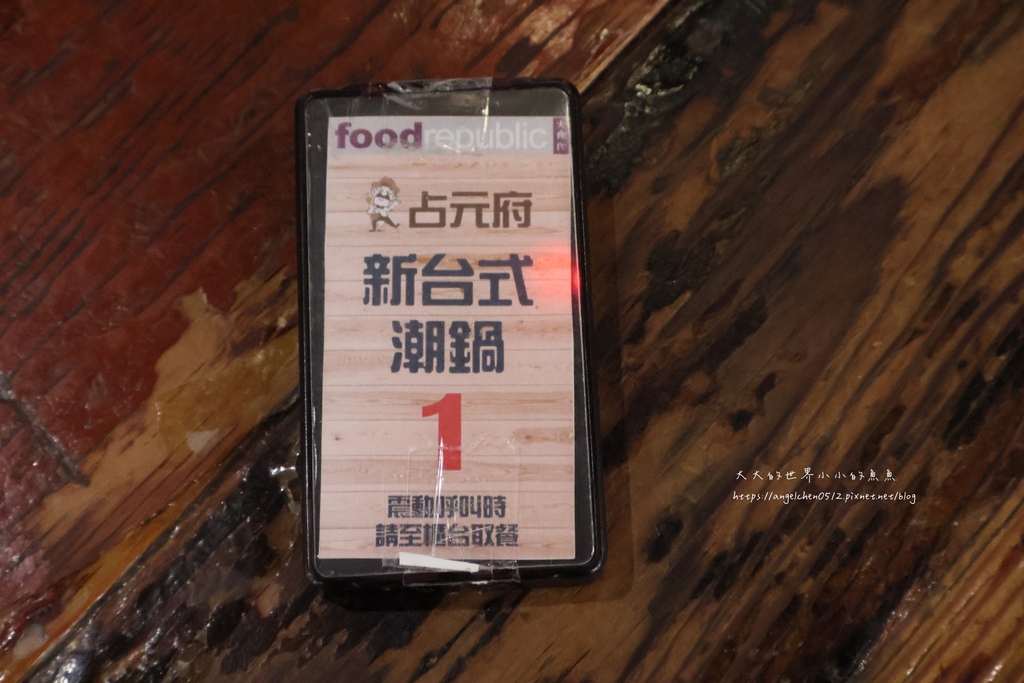 foodrepublic 大食代
占元府
新台式
潮鍋
1
震動呼叫時
請至櫃台取餐
大大的世界小小的魚魚
https://angelchen0512.pixnet.net/blog